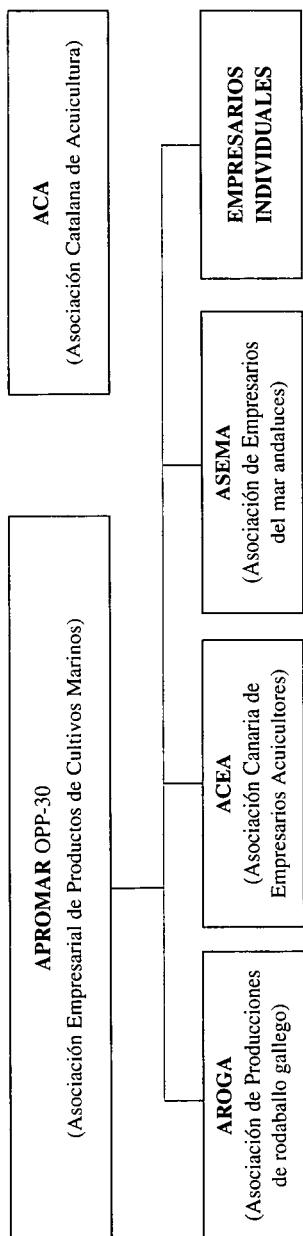 APROMAR OPP-30
(Asociación Empresarial de Productos de Cultivos Marinos)
ACA
(Asociación Catalana de Acuicultura)
AROGA
(Asociación de Producciones
de rodaballo gallego)
ACEA
(Asociación Canaria de
Empresarios Acuicultores)
ASEMA
(Asociación de Empresarios
del mar andaluces)
EMPRESARIOS
INDIVIDUALES